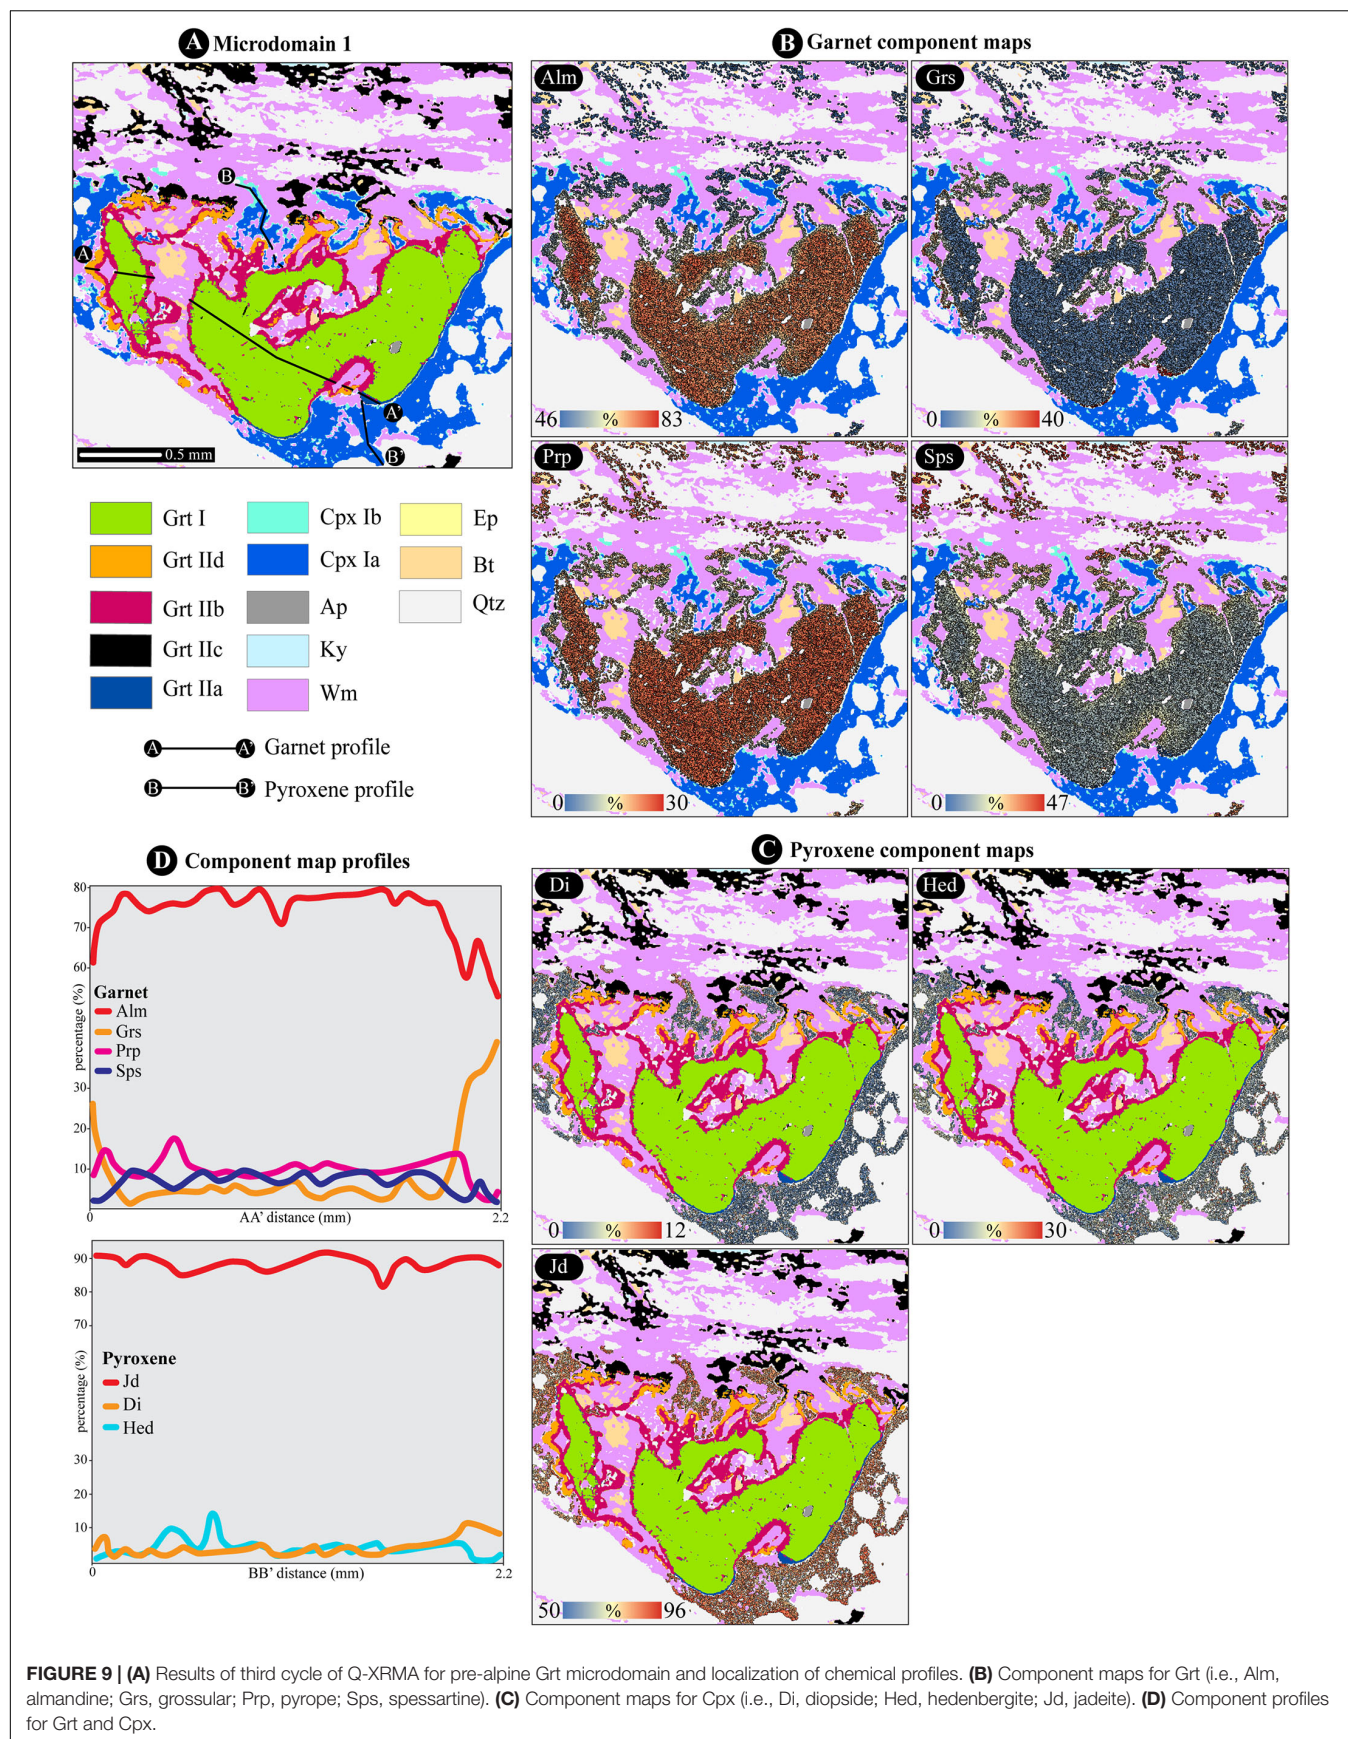 A Microdomain 1
B
A
A'
B'
0.5 mm
Grt I
Grt IId
Grt IIb
Grt IIc
Grt IIa
Cpx Ib
Cpx Ia
Ap
Ky
Wm
Ep
Bt
Qtz
A A' Garnet profile
B B' Pyroxene profile
B Garnet component maps
Alm
46 % 83
Grs
0 % 40
Prp
0 % 30
Sps
0 % 47
D Component map profiles
80
70
60
30
20
10
percentage (%)
Garnet
Alm
Grs
Prp
Sps
0 AA' distance (mm) 2.2
90
80
70
30
20
10
percentage (%)
Pyroxene
Jd
Di
Hed
0 BB' distance (mm) 2.2
C Pyroxene component maps
Di
0 % 12
Hed
0 % 30
Jd
50 % 96
FIGURE 9 | (A) Results of third cycle of Q-XRMA for pre-alpine Grt microdomain and localization of chemical profiles. (B) Component maps for Grt (i.e., Alm,
almandine; Grs, grossular; Prp, pyrope; Sps, spessartine). (C) Component maps for Cpx (i.e., Di, diopside; Hed, hedenbergite; Jd, jadeite). (D) Component profiles
for Grt and Cpx.